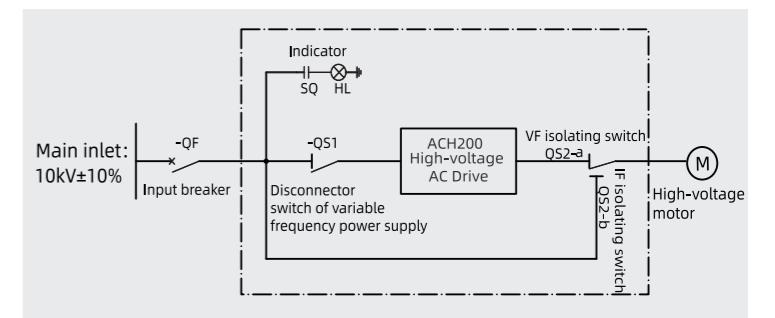 Indicator
SQ HL
Main inlet:
10kV±10%
-QF
Input breaker
-QS1
Disconnector
switch of variable
frequency power supply
ACH200
High-voltage
AC Drive
VF isolating switch
QS2-a
QS2-b
IF isolating switch
M
High-voltage
motor